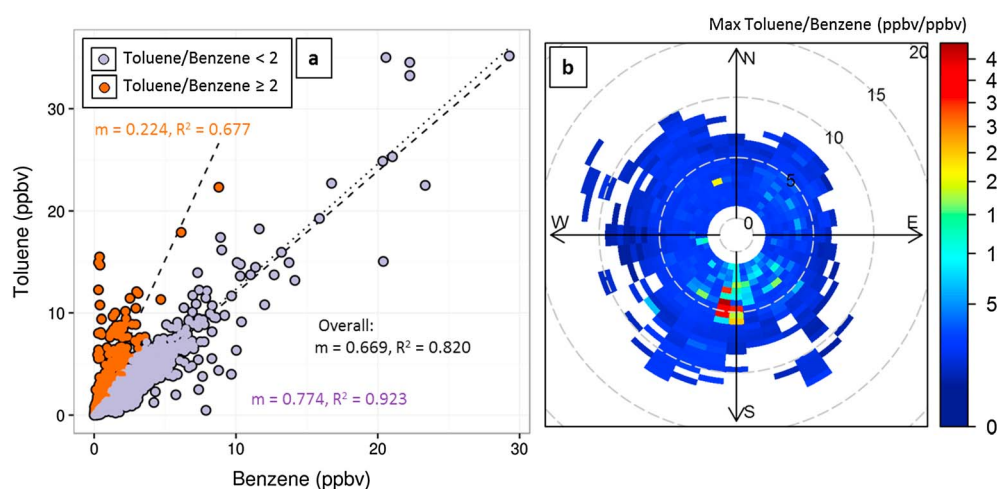 Max Toluene/Benzene (ppbv/ppbv)
Toluene/Benzene < 2
Toluene/Benzene ≥ 2
a
m = 0.224, R² = 0.677
Overall:
m = 0.669, R² = 0.820
m = 0.774, R² = 0.923
30
20
10
0
Toluene (ppbv)
0
10
20
30
Benzene (ppbv)
b
N
20
15
10
5
0
W
E
S
4
4
3
3
2
2
1
1
5
0